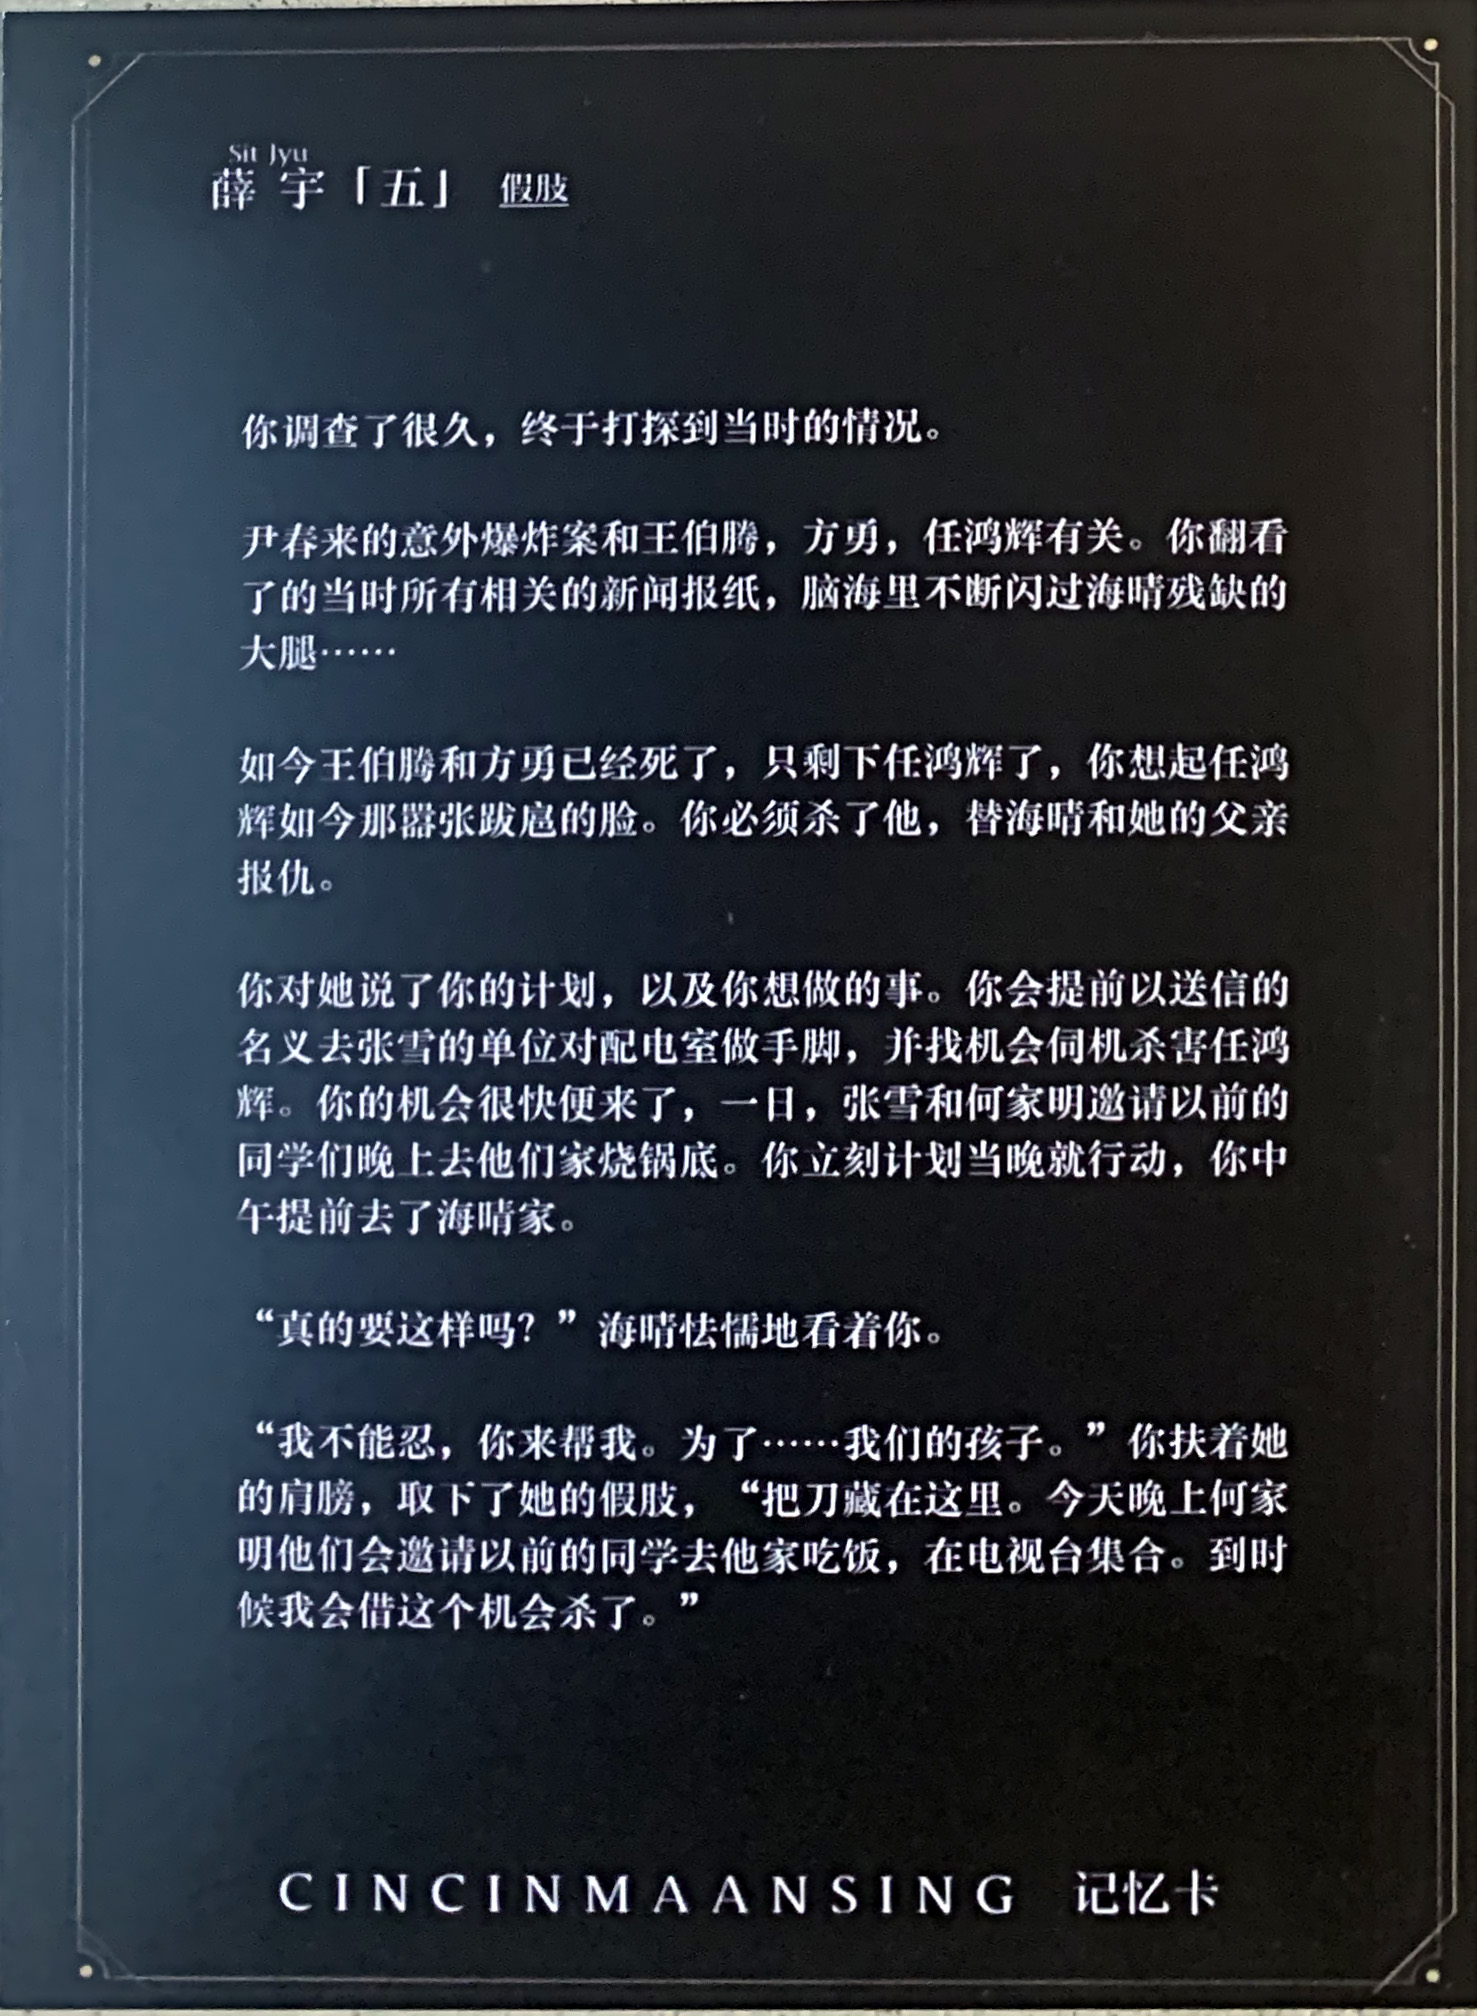 Sit Jyu
薛 宇「五」 假肢
你调查了很久，终于打探到当时的情况。
尹春来的意外爆炸案和王伯腾，方勇，任鸿辉有关。你翻看
了的当时所有相关的新闻报纸，脑海里不断闪过海晴残缺的
大腿……
如今王伯腾和方勇已经死了，只剩下任鸿辉了，你想起任鸿
辉如今那嚣张跋扈的脸。你必须杀了他，替海晴和她的父亲
报仇。
你对她说了你的计划，以及你想做的事。你会提前以送信的
名义去张雪的单位对配电室做手脚，并找机会伺机杀害任鸿
辉。你的机会很快便来了，一日，张雪和何家明邀请以前的
同学们晚上去他们家烧锅底。你立刻计划当晚就行动，你中
午提前去了海晴家。
“真的要这样吗？”海晴怯懦地看着你。
“我不能忍，你来帮我。为了……我们的孩子。”你扶着她
的肩膀，取下了她的假肢，“把刀藏在这里。今天晚上何家
明他们会邀请以前的同学去他家吃饭，在电视台集合。到时
候我会借这个机会杀了。”
CINCINMAANSING 记忆卡